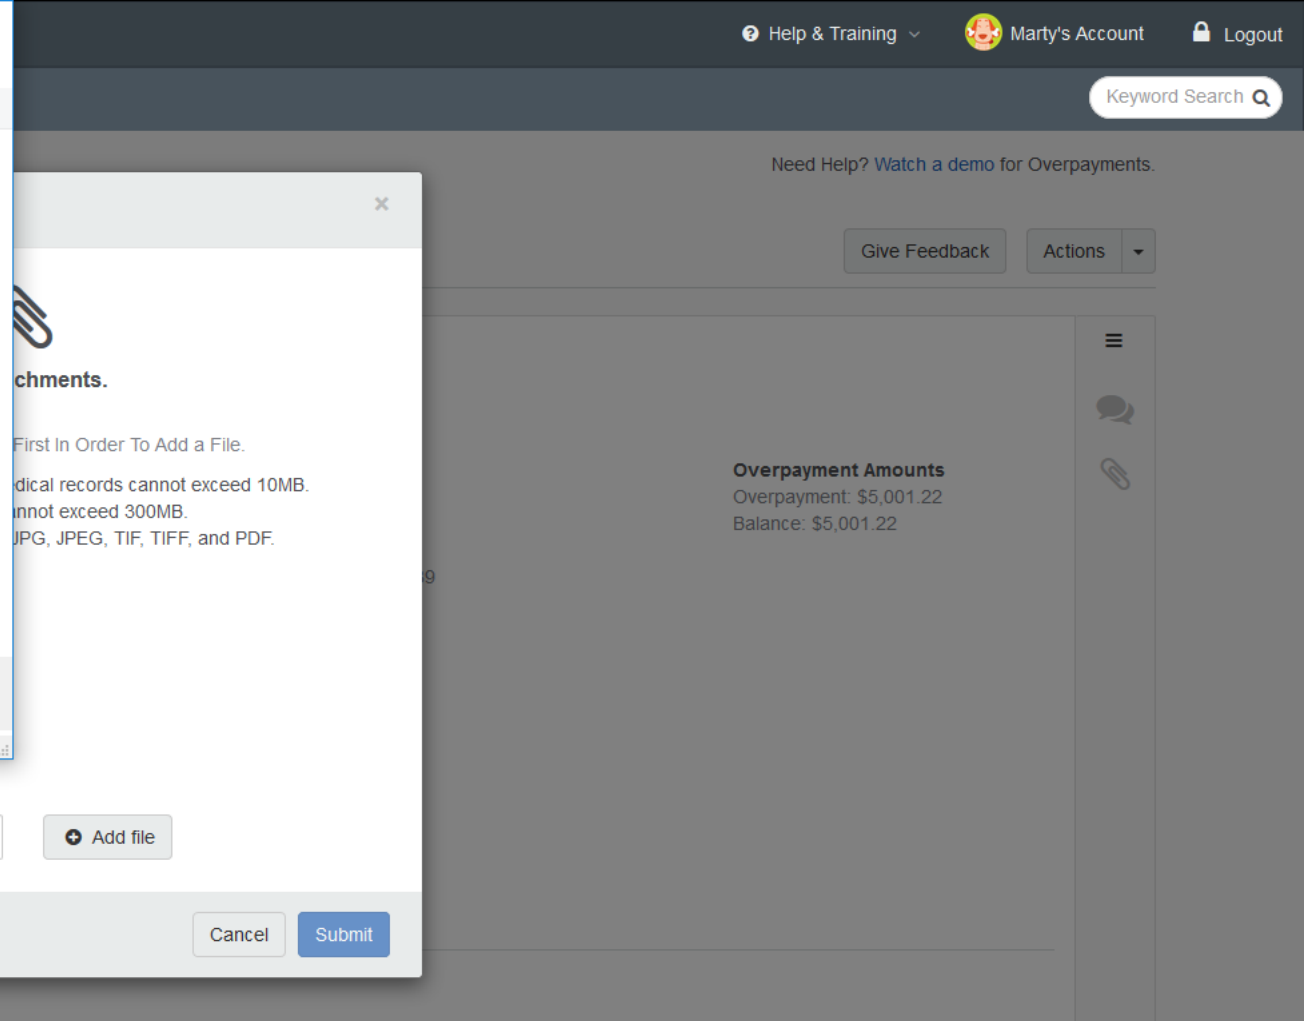 Help & Training
Marty's Account
Logout
Keyword Search
Need Help? Watch a demo for Overpayments.
×
Give Feedback
Actions
chments.
First In Order To Add a File.
dical records cannot exceed 10MB.
nnot exceed 300MB.
JPG, JPEG, TIF, TIFF, and PDF.
Overpayment Amounts
Overpayment: $5,001.22
Balance: $5,001.22
9
Add file
Cancel
Submit